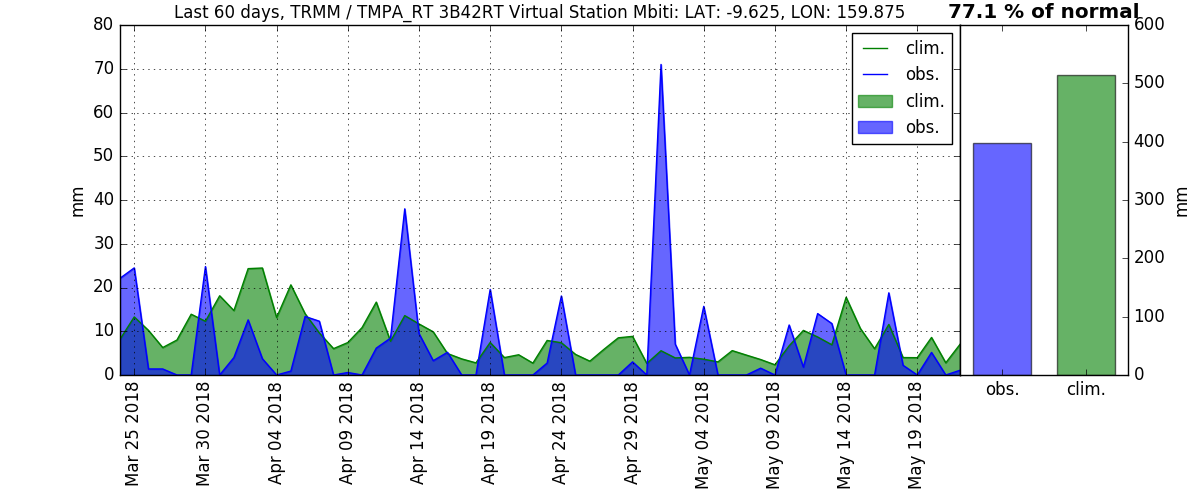 Last 60 days, TRMM / TMPA_RT 3B42RT Virtual Station Mbiti: LAT: -9.625, LON: 159.875
77.1 % of normal
80
70
60
50
40
30
20
10
0
mm
clim.
obs.
clim.
obs.
600
500
400
300
200
100
0
mm
Mar 25 2018
Mar 30 2018
Apr 04 2018
Apr 09 2018
Apr 14 2018
Apr 19 2018
Apr 24 2018
Apr 29 2018
May 04 2018
May 09 2018
May 14 2018
May 19 2018
obs.
clim.